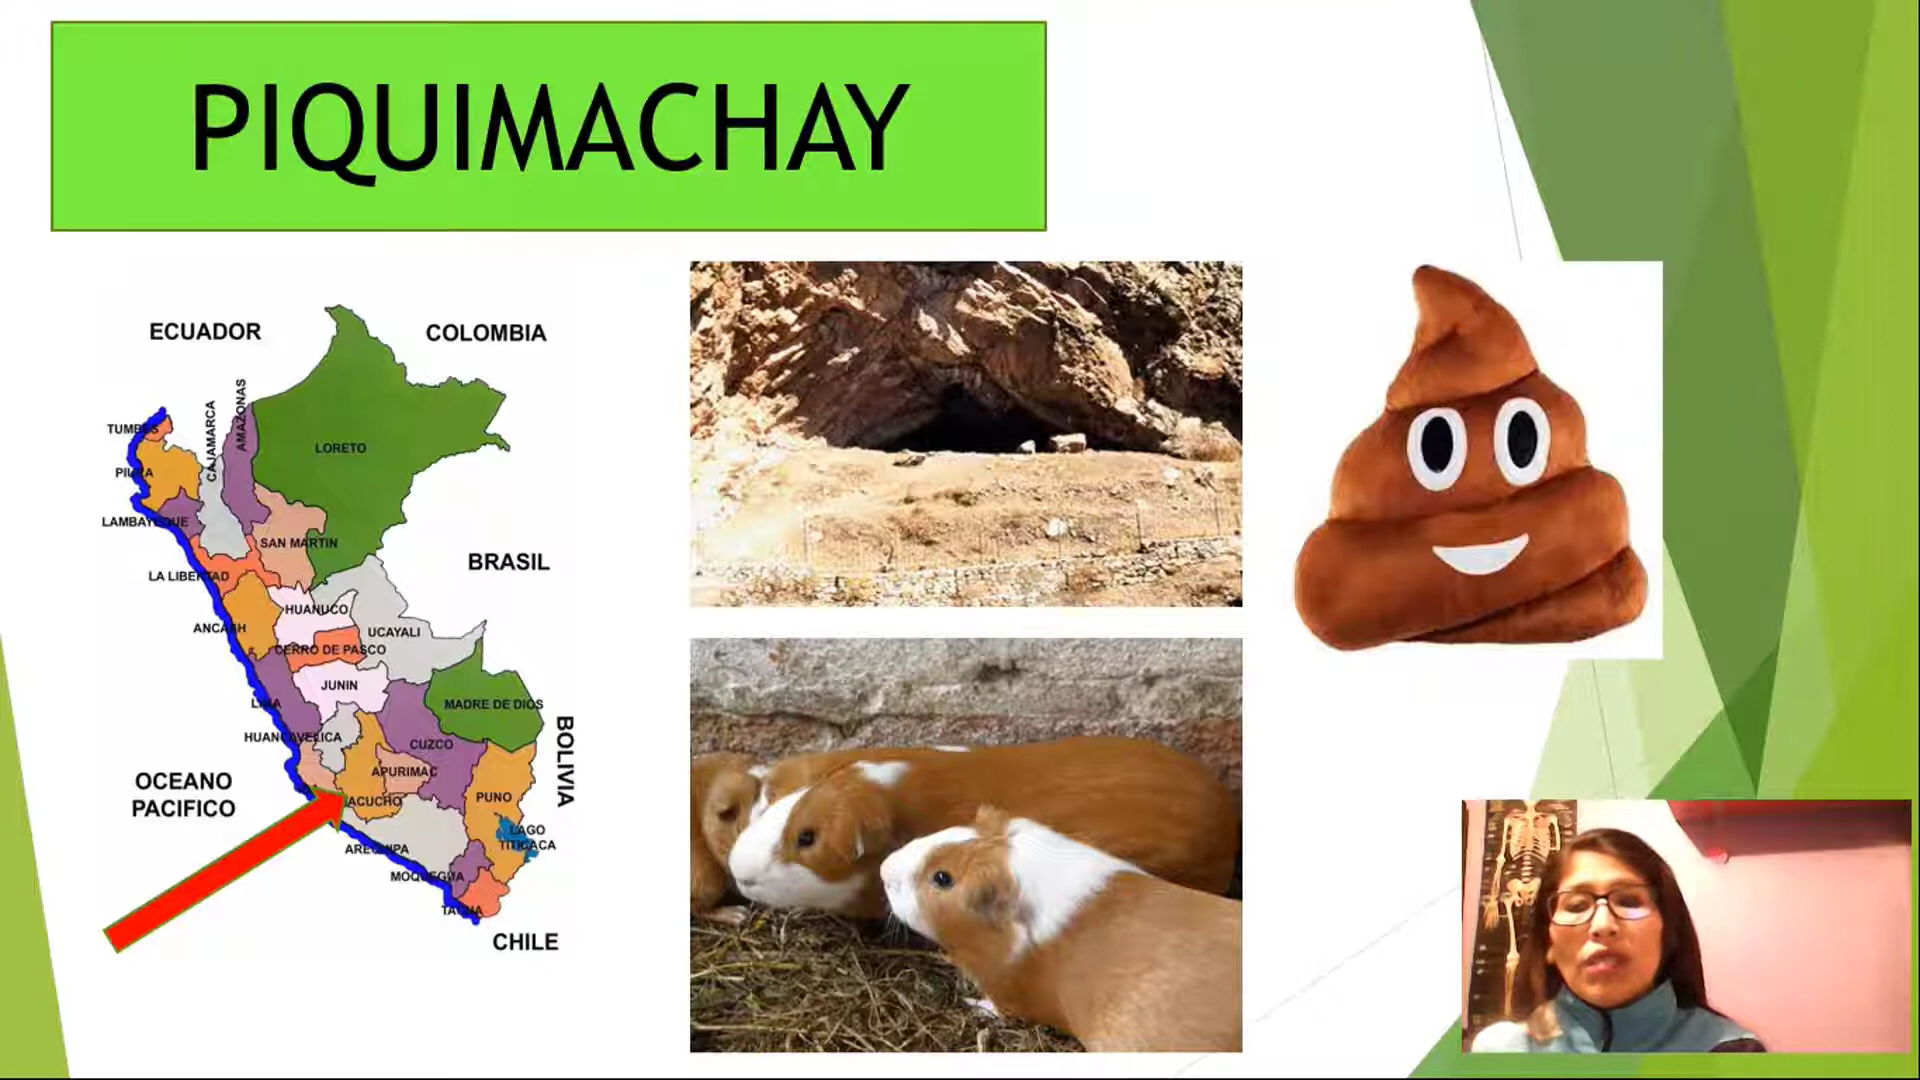 PIQUIMACHAY
ECUADOR
COLOMBIA
AMAZONAS
CAJAMARCA
TUMBES
LORETO
PIURA
LAMBAYEQUE
SAN MARTIN
BRASIL
LA LIBERTAD
HUANUCO
ANCASH
UCAYALI
CERRO DE PASCO
JUNIN
LIMA
MADRE DE DIOS
HUANCAVELICA
CUZCO
BOLIVIA
APURIMAC
OCEANO
PACIFICO
ACUCHO
PUNO
LAGO
TITICACA
AREQUIPA
MOQUEGUA
TACNA
CHILE